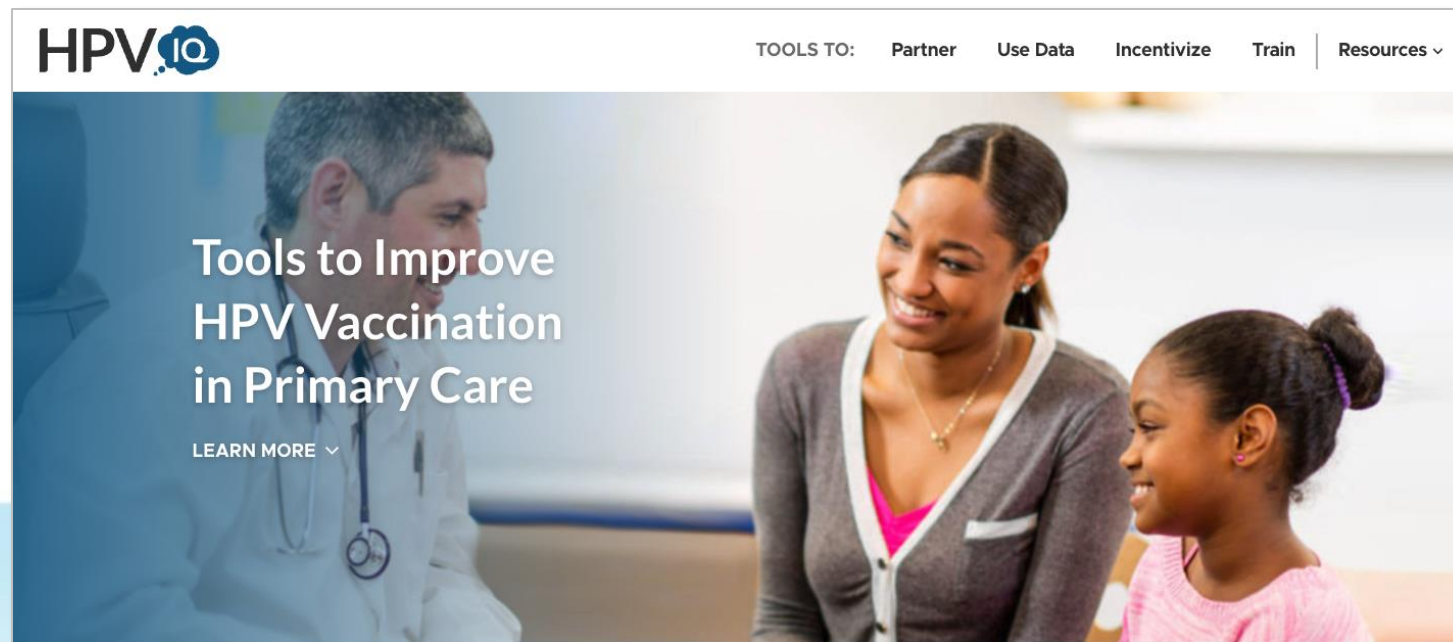 HPV IQ
TOOLS TO: Partner Use Data Incentivize Train Resources
Tools to Improve
HPV Vaccination
in Primary Care
LEARN MORE